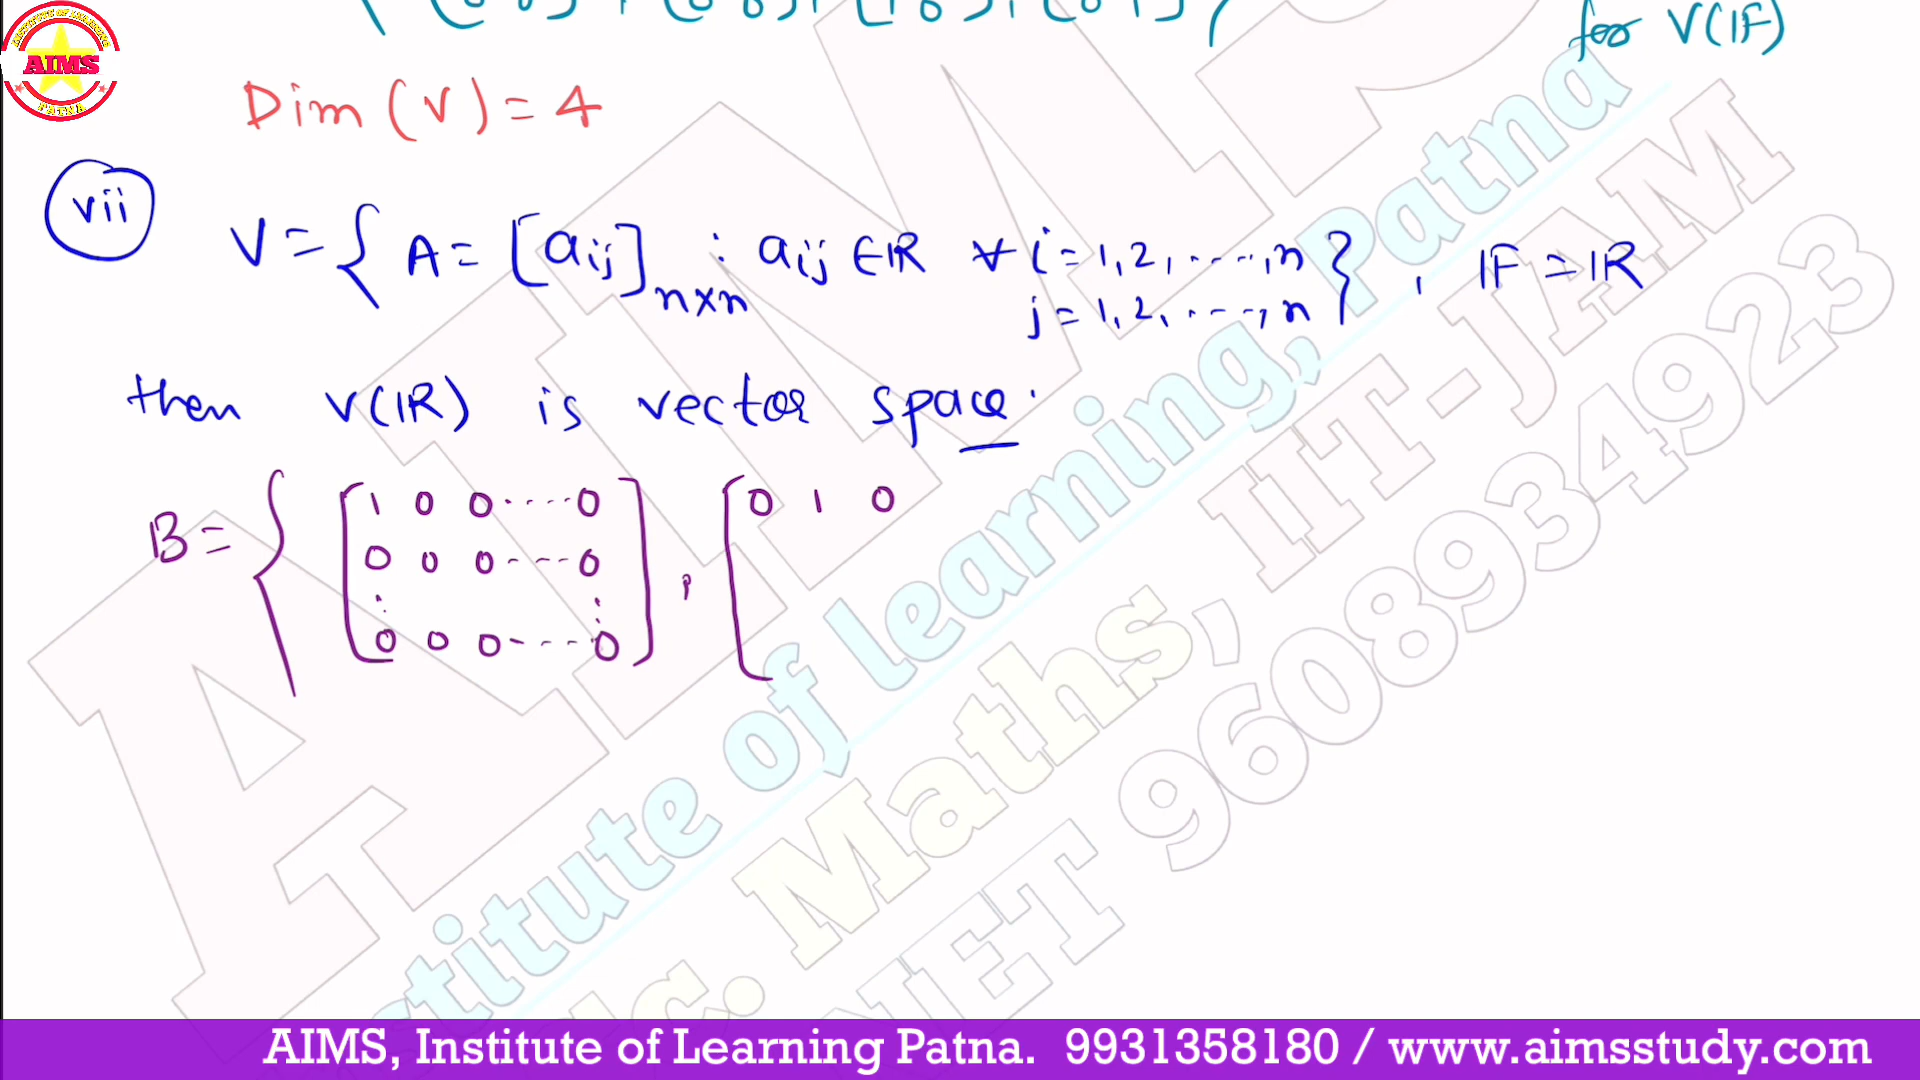 INSTITUTE OF LEARNING
AIMS
PATNA
for V(IF)
Dim (V) = 4
vii
V = { A = [aij]n×n : aij ∈ IR ∀ i = 1, 2, ....., n
j = 1, 2, ....., n } , IF = IR
then V(IR) is vector space.
B = { [ 1 0 0 ..... 0 ] , [ 0 1 0
0 0 0 ---- 0
: :
0 0 0 ---- 0
AIMS, Institute of Learning Patna. 9931358180 / www.aimsstudy.com